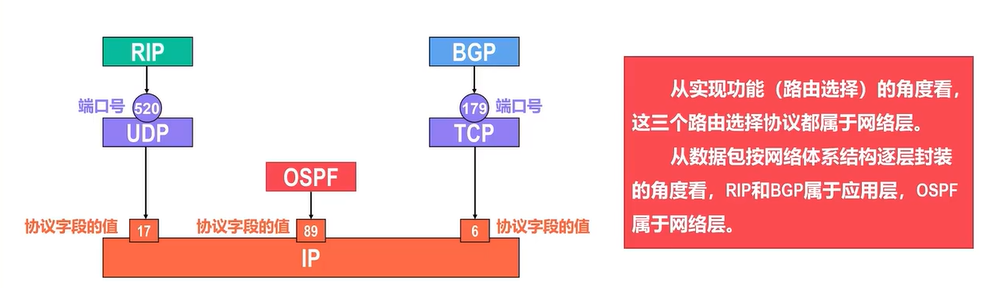 RIP
BGP
端口号
520
179
端口号
UDP
TCP
OSPF
协议字段的值
17
协议字段的值
89
6
协议字段的值
IP
从实现功能（路由选择）的角度看，
这三个路由选择协议都属于网络层。
从数据包按网络体系结构逐层封装
的角度看，RIP和BGP属于应用层，OSPF
属于网络层。